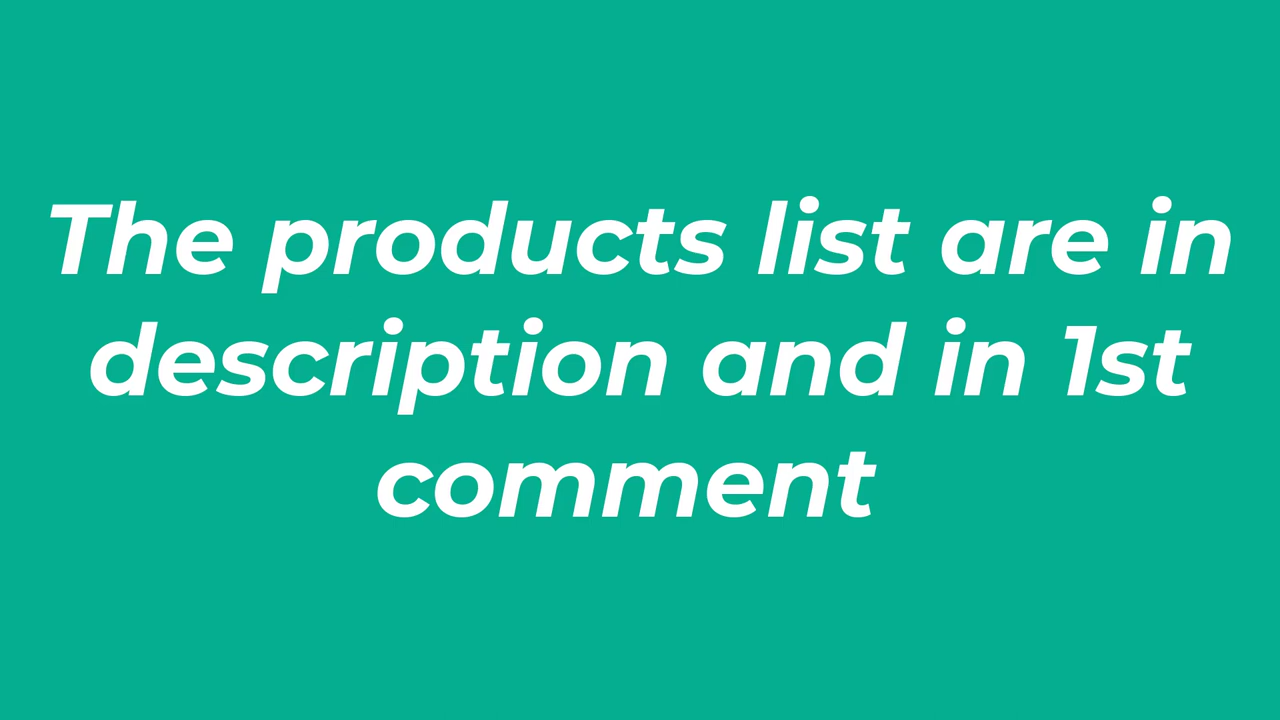 The products list are in
description and in 1st
comment